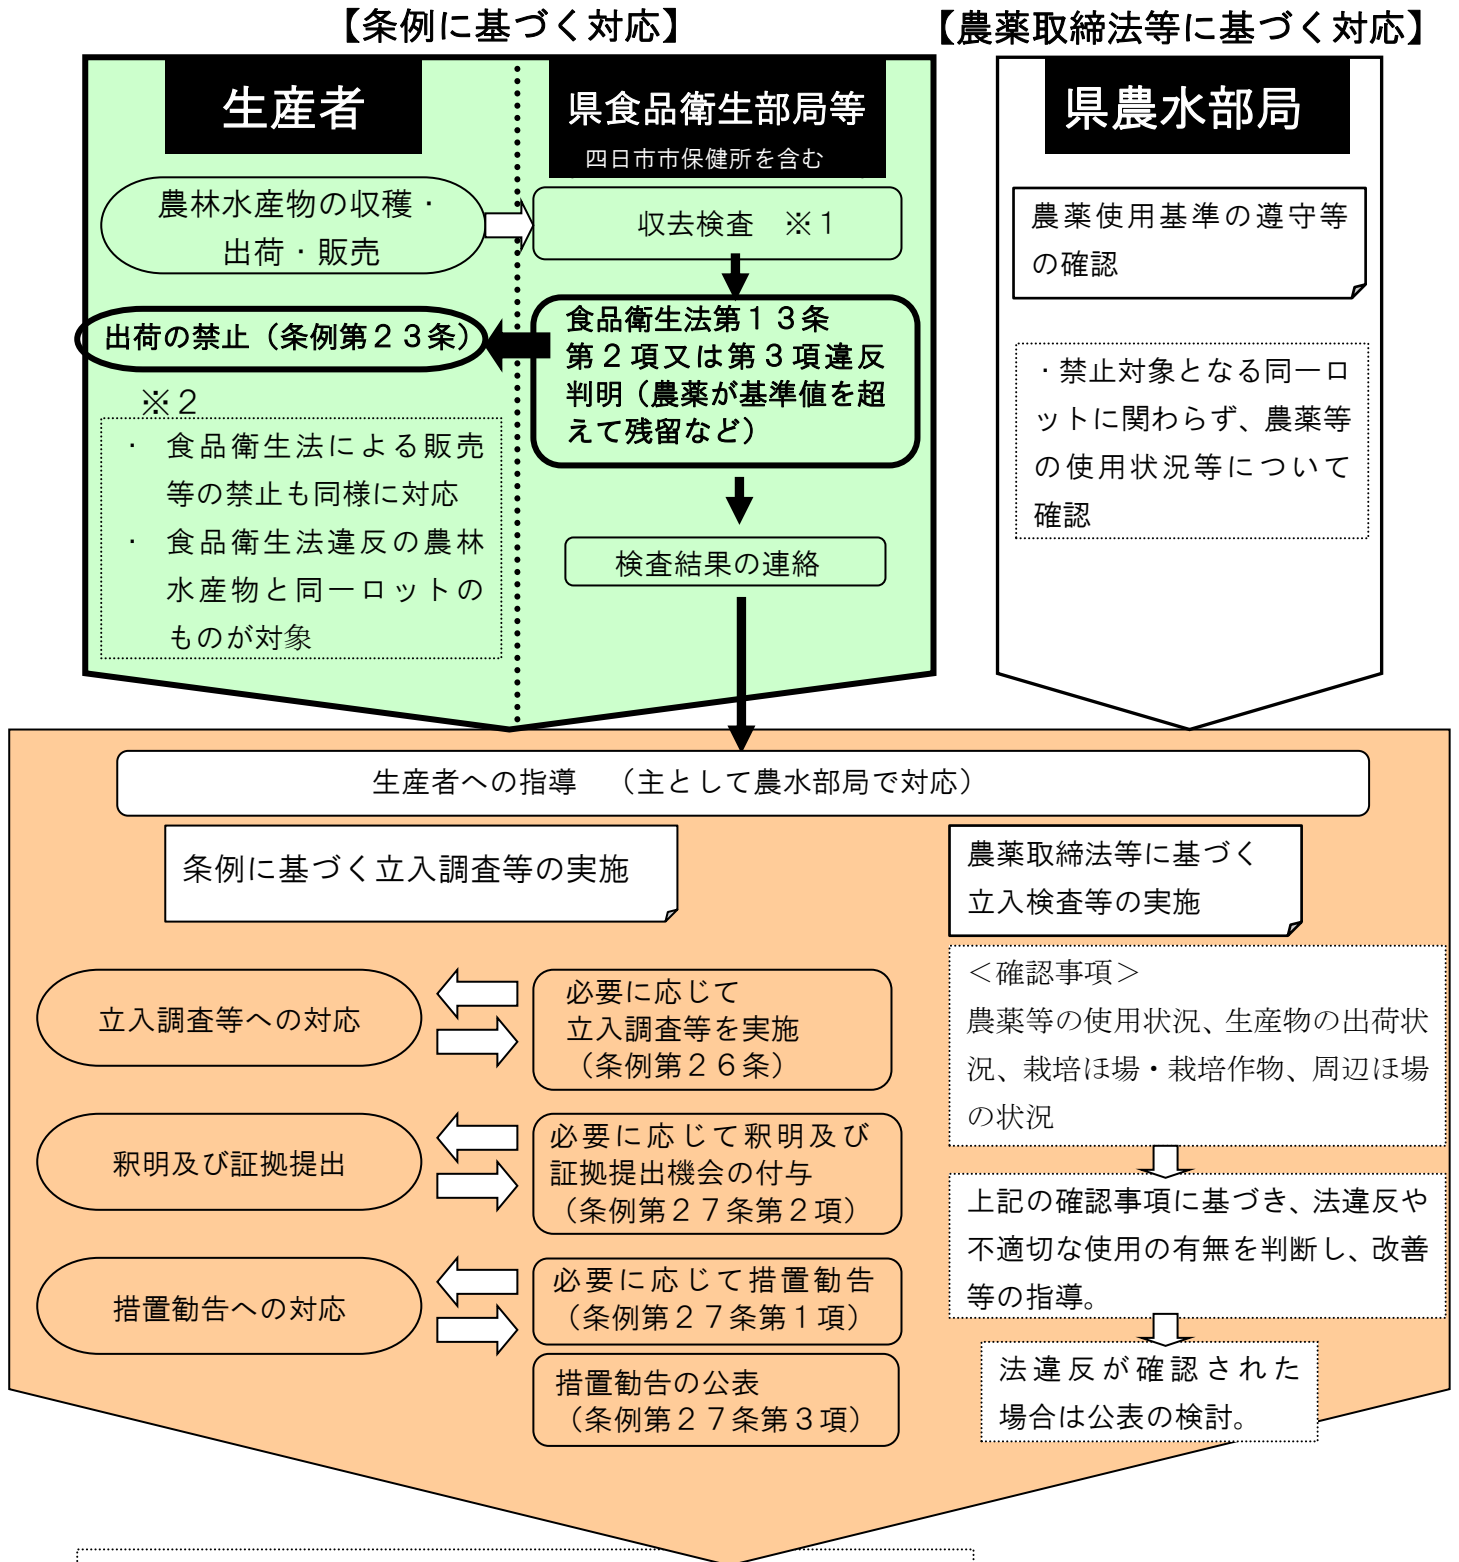 【条例に基づく対応】
【農薬取締法等に基づく対応】
生産者
県食品衛生部局等
四日市市保健所を含む
県農水部局
農林水産物の収穫・
出荷・販売
収去検査　※１
出荷の禁止（条例第２３条）
食品衛生法第１３条
第２項又は第３項違反
判明（農薬が基準値を超
えて残留など）
※２
・　食品衛生法による販売
等の禁止も同様に対応
・　食品衛生法違反の農林
水産物と同一ロットの
ものが対象
検査結果の連絡
農薬使用基準の遵守等
の確認
・禁止対象となる同一ロ
ットに関わらず、農薬等
の使用状況等について
確認
生産者への指導　（主として農水部局で対応）
条例に基づく立入調査等の実施
立入調査等への対応
必要に応じて
立入調査等を実施
（条例第２６条）
釈明及び証拠提出
必要に応じて釈明及び
証拠提出機会の付与
（条例第２７条第２項）
措置勧告への対応
必要に応じて措置勧告
（条例第２７条第１項）
措置勧告の公表
（条例第２７条第３項）
農薬取締法等に基づく
立入検査等の実施
＜確認事項＞
農薬等の使用状況、生産物の出荷状
況、栽培ほ場・栽培作物、周辺ほ場
の状況
上記の確認事項に基づき、法違反や
不適切な使用の有無を判断し、改善
等の指導。
法違反が確認された
場合は公表の検討。